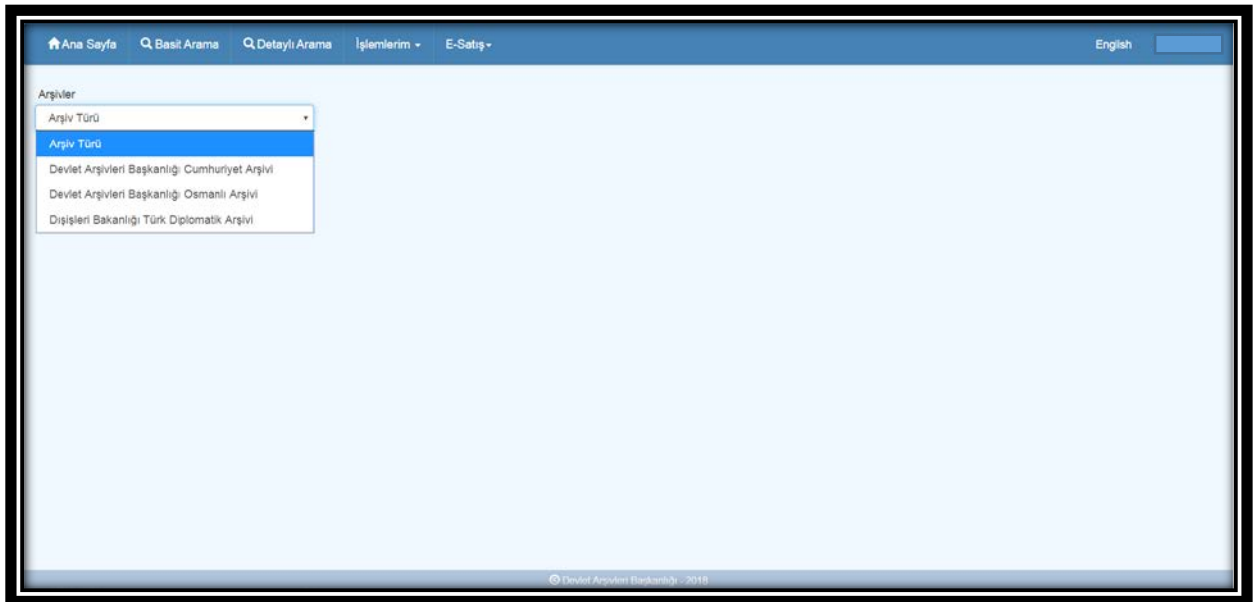 Ana Sayfa Basit Arama Detaylı Arama İşlemlerim E-Satış English
Arşivler
Arşiv Türü
Arşiv Türü
Devlet Arşivleri Başkanlığı Cumhuriyet Arşivi
Devlet Arşivleri Başkanlığı Osmanlı Arşivi
Dışişleri Bakanlığı Türk Diplomatik Arşivi
© Devlet Arşivleri Başkanlığı - 2018